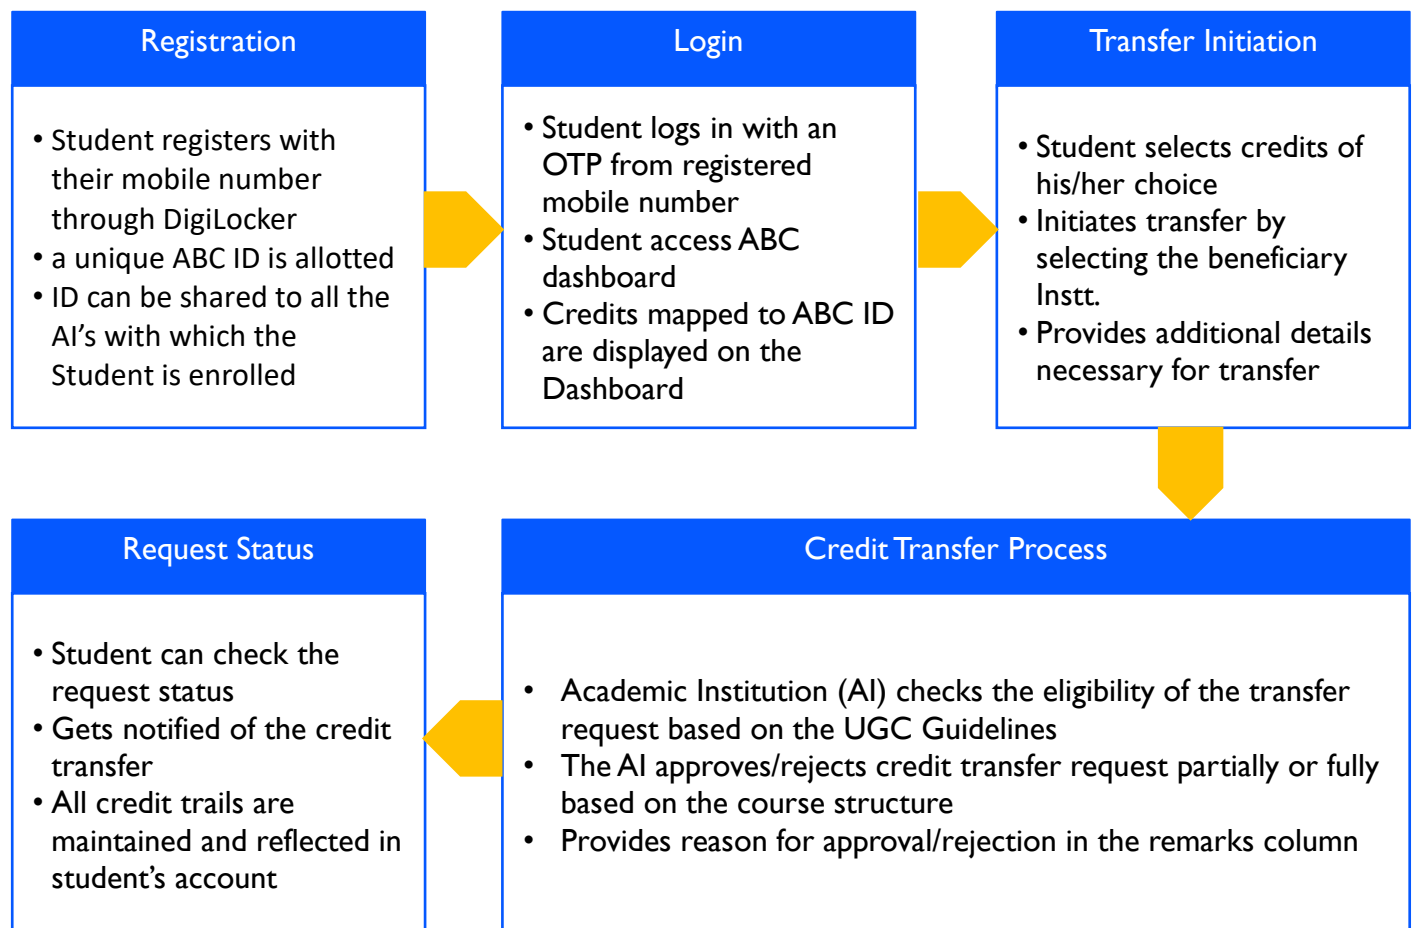 Registration
• Student registers with
their mobile number
through DigiLocker
• a unique ABC ID is allotted
• ID can be shared to all the
AI’s with which the
Student is enrolled
Login
• Student logs in with an
OTP from registered
mobile number
• Student access ABC
dashboard
• Credits mapped to ABC ID
are displayed on the
Dashboard
Transfer Initiation
• Student selects credits of
his/her choice
• Initiates transfer by
selecting the beneficiary
Instt.
• Provides additional details
necessary for transfer
Credit Transfer Process
• Academic Institution (AI) checks the eligibility of the transfer
request based on the UGC Guidelines
• The AI approves/rejects credit transfer request partially or fully
based on the course structure
• Provides reason for approval/rejection in the remarks column
Request Status
• Student can check the
request status
• Gets notified of the credit
transfer
• All credit trails are
maintained and reflected in
student’s account